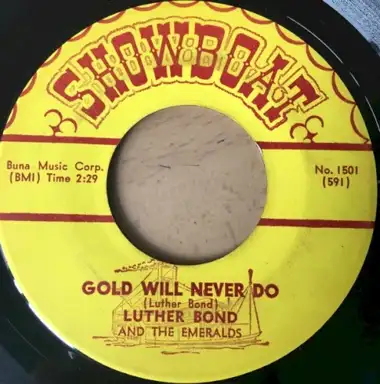 SHOWBOAT
Buna Music Corp.
(BMI) Time 2:29
No. 1501
(591)
GOLD WILL NEVER DO
(Luther Bond)
LUTHER BOND
AND THE EMERALDS